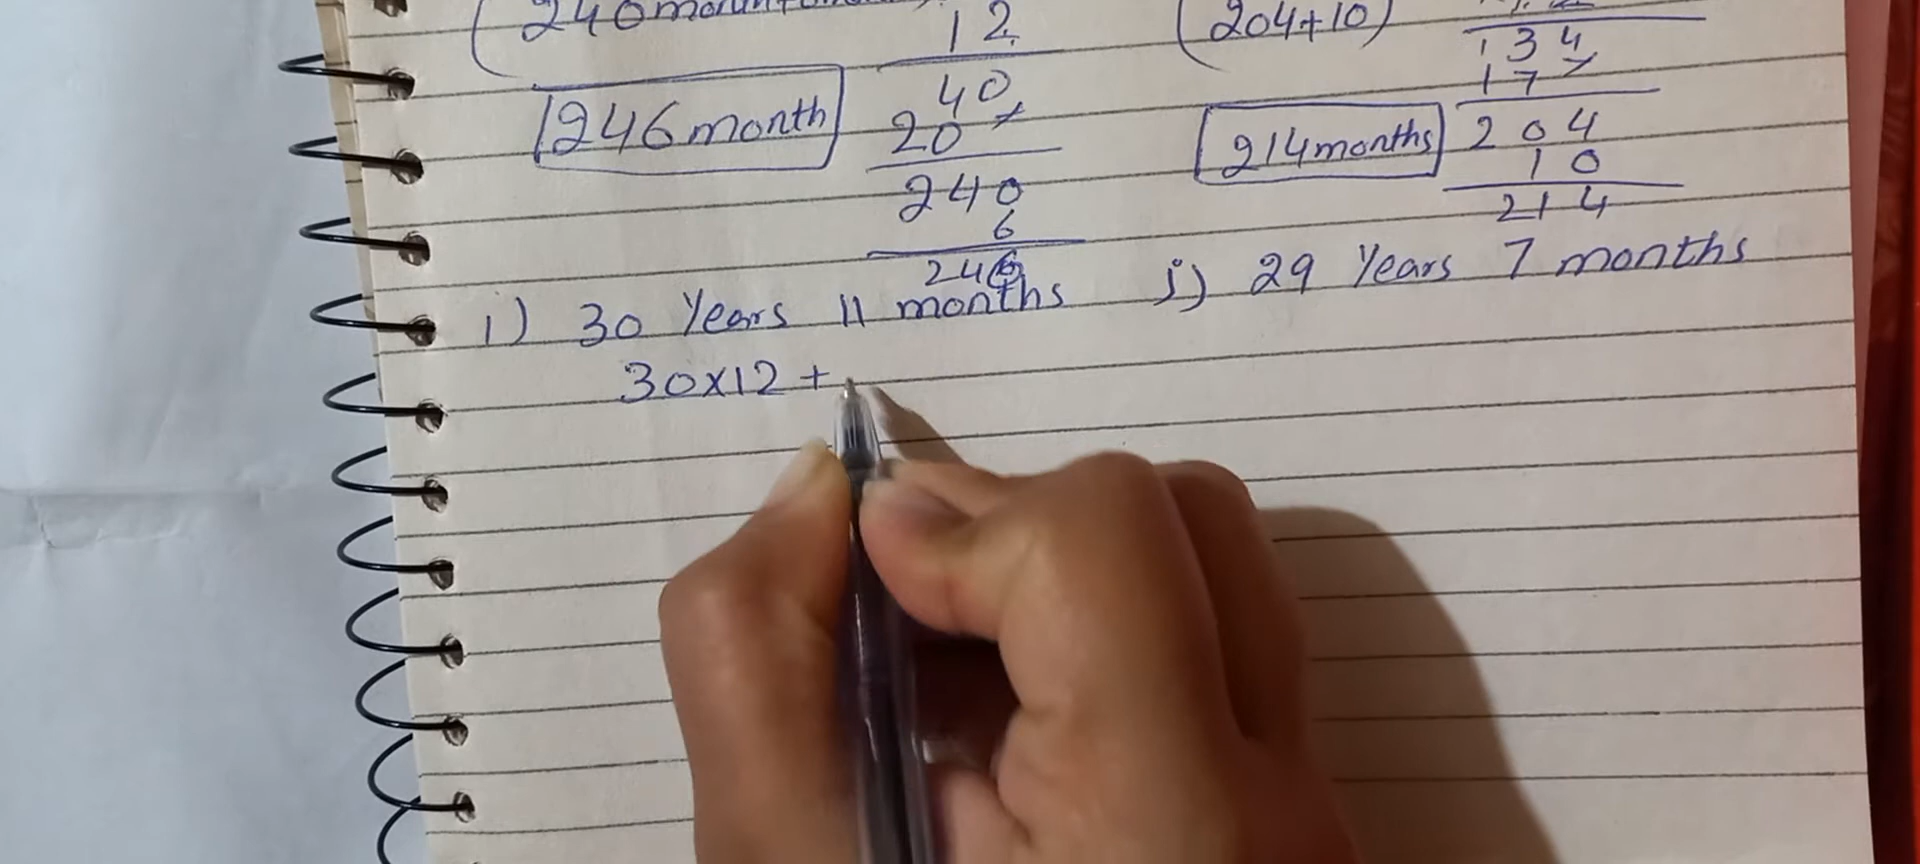 (204+10)
12
134
40
17
246 month
20
204
214 months
10
240
6
214
246
i) 30 Years 11 months
j) 29 Years 7 months
30x12 +